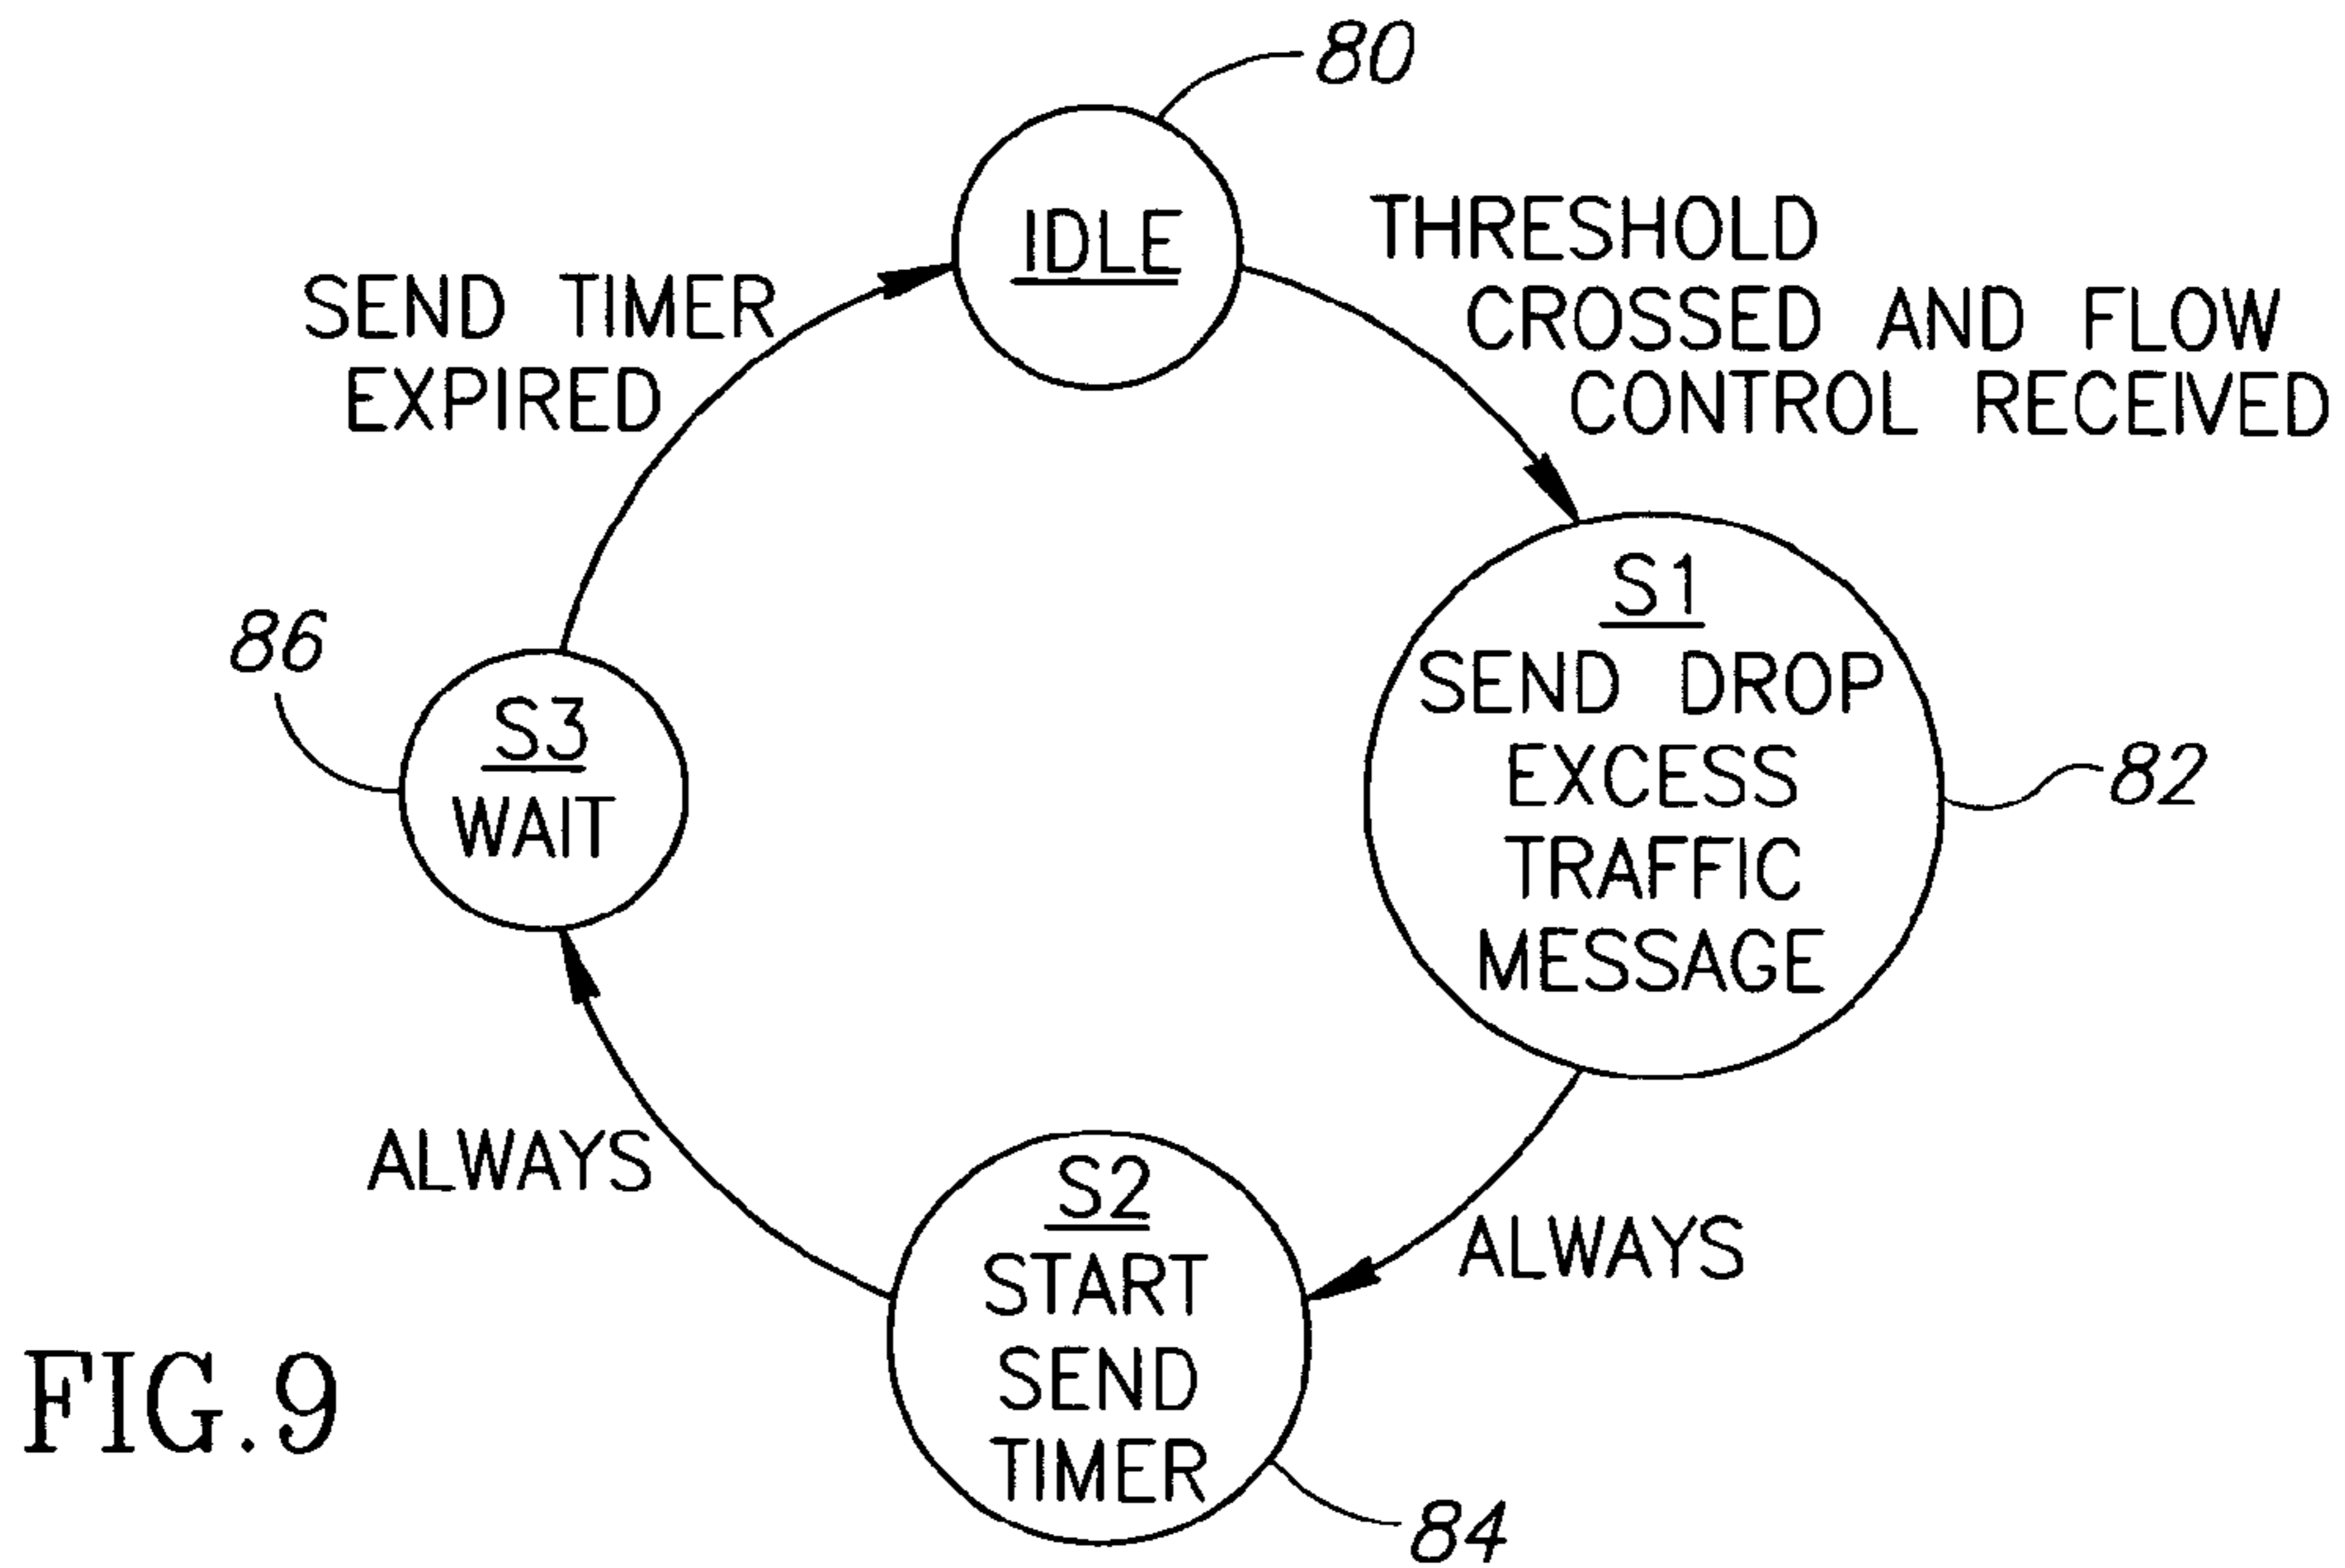 80
IDLE
THRESHOLD
CROSSED AND FLOW
CONTROL RECEIVED
SEND TIMER
EXPIRED
S1
SEND DROP
EXCESS
TRAFFIC
MESSAGE
82
86
S3
WAIT
ALWAYS
ALWAYS
S2
START
SEND
TIMER
84
FIG.9